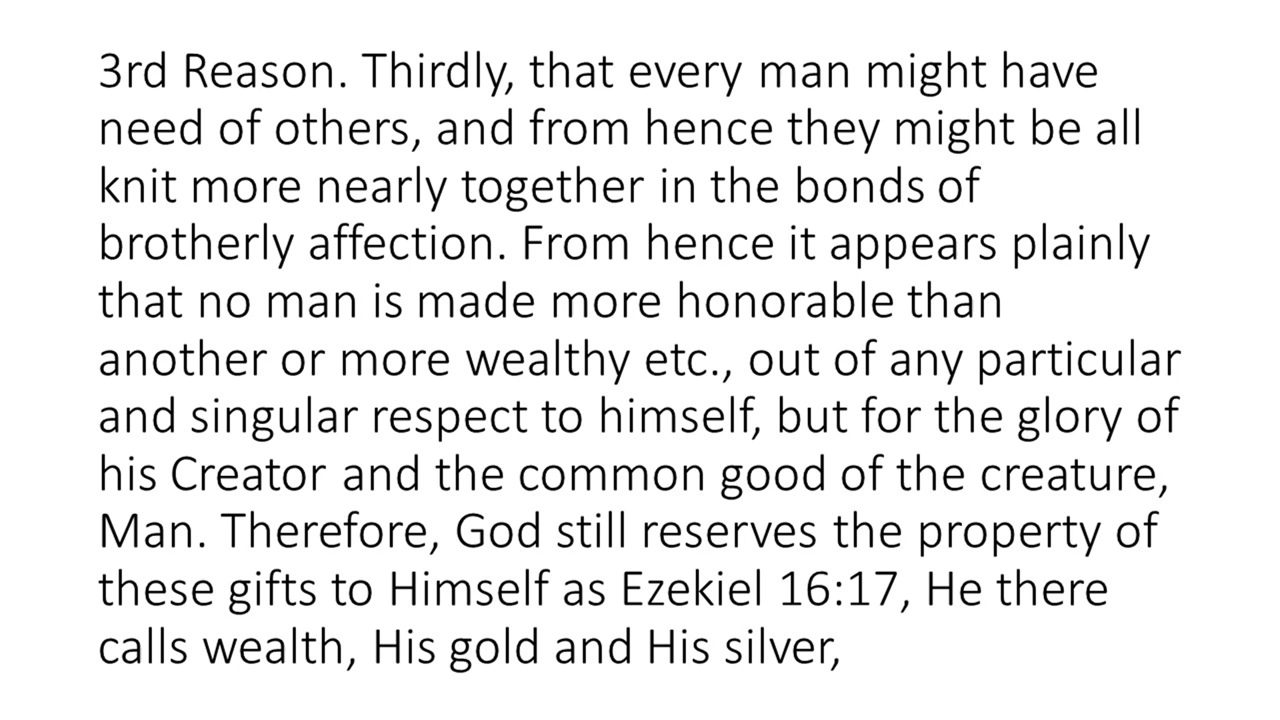 3rd Reason. Thirdly, that every man might have
need of others, and from hence they might be all
knit more nearly together in the bonds of
brotherly affection. From hence it appears plainly
that no man is made more honorable than
another or more wealthy etc., out of any particular
and singular respect to himself, but for the glory of
his Creator and the common good of the creature,
Man. Therefore, God still reserves the property of
these gifts to Himself as Ezekiel 16:17, He there
calls wealth, His gold and His silver,